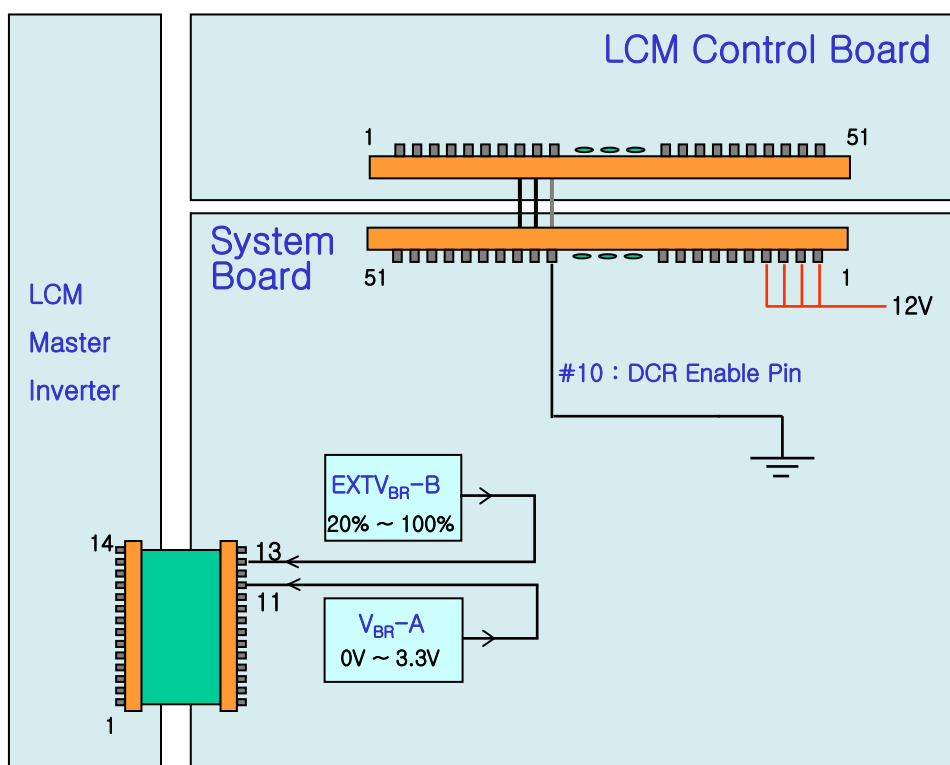 LCM Control Board
1
51
System
Board
51
1
12V
LCM
Master
Inverter
#10 : DCR Enable Pin
EXTVBR-B
20% ~ 100%
14
13
11
VBR-A
0V ~ 3.3V
1